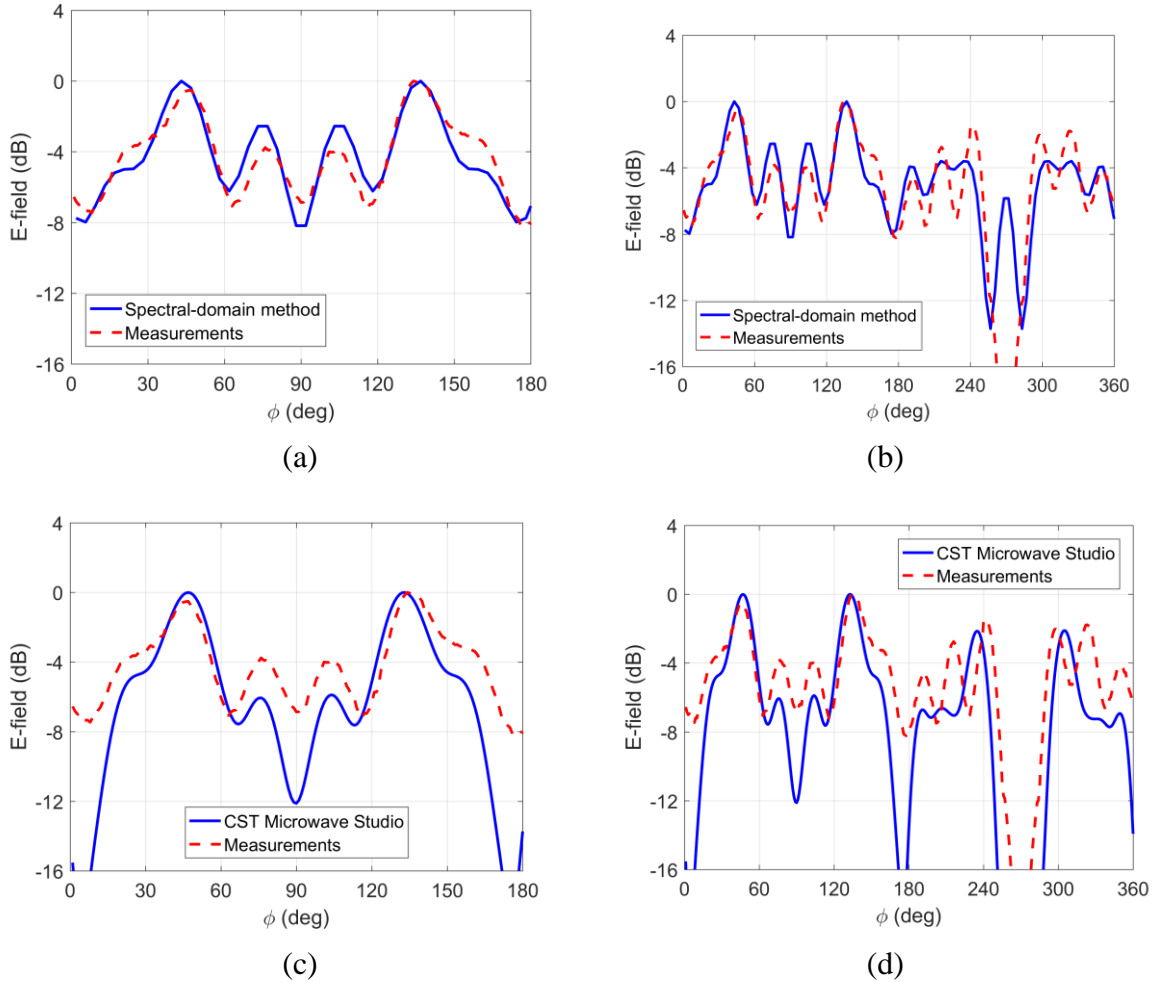 4
0
-4
-8
-12
-16
E-field (dB)
0 30 60 90 120 150 180
ϕ (deg)
Spectral-domain method
Measurements
(a)
4
0
-4
-8
-12
-16
E-field (dB)
0 60 120 180 240 300 360
ϕ (deg)
Spectral-domain method
Measurements
(b)
4
0
-4
-8
-12
-16
E-field (dB)
0 30 60 90 120 150 180
ϕ (deg)
CST Microwave Studio
Measurements
(c)
4
0
-4
-8
-12
-16
E-field (dB)
0 60 120 180 240 300 360
ϕ (deg)
CST Microwave Studio
Measurements
(d)